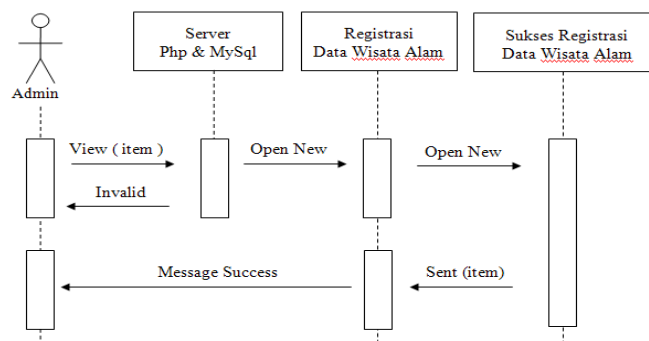 Server
Php & MySql
Registrasi
Data Wisata Alam
Sukses Registrasi
Data Wisata Alam
Admin
View ( item )
Open New
Open New
Invalid
Message Success
Sent (item)